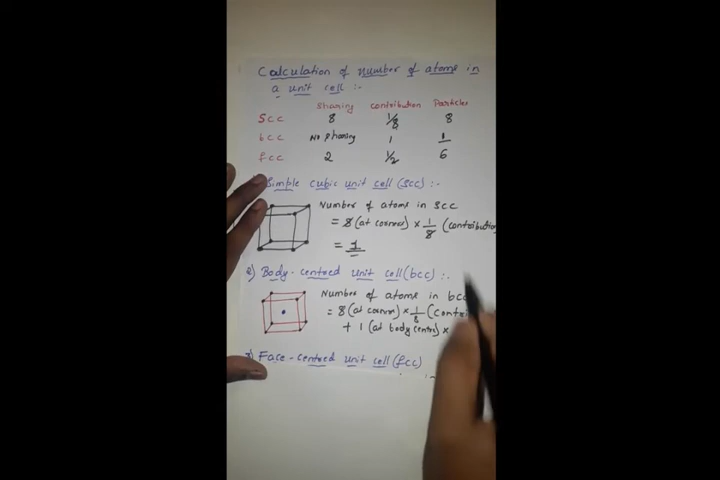 Calculation of number of atoms in
a unit cell :-
sharing contribution Particles
Scc 8 1/8 8
bcc No sharing 1 1
fcc 2 1/2 6
Simple cubic unit cell (scc) :-
Number of atoms in scc
= 8 (at corner) × 1/8 (contribution
= 1
2) Body-centred unit cell (bcc) :-
Number of atoms in bcc
= 8 (at corner) × 1/8 (contri
+ 1 (at body centre) ×
3) Face-centred unit cell (fcc)